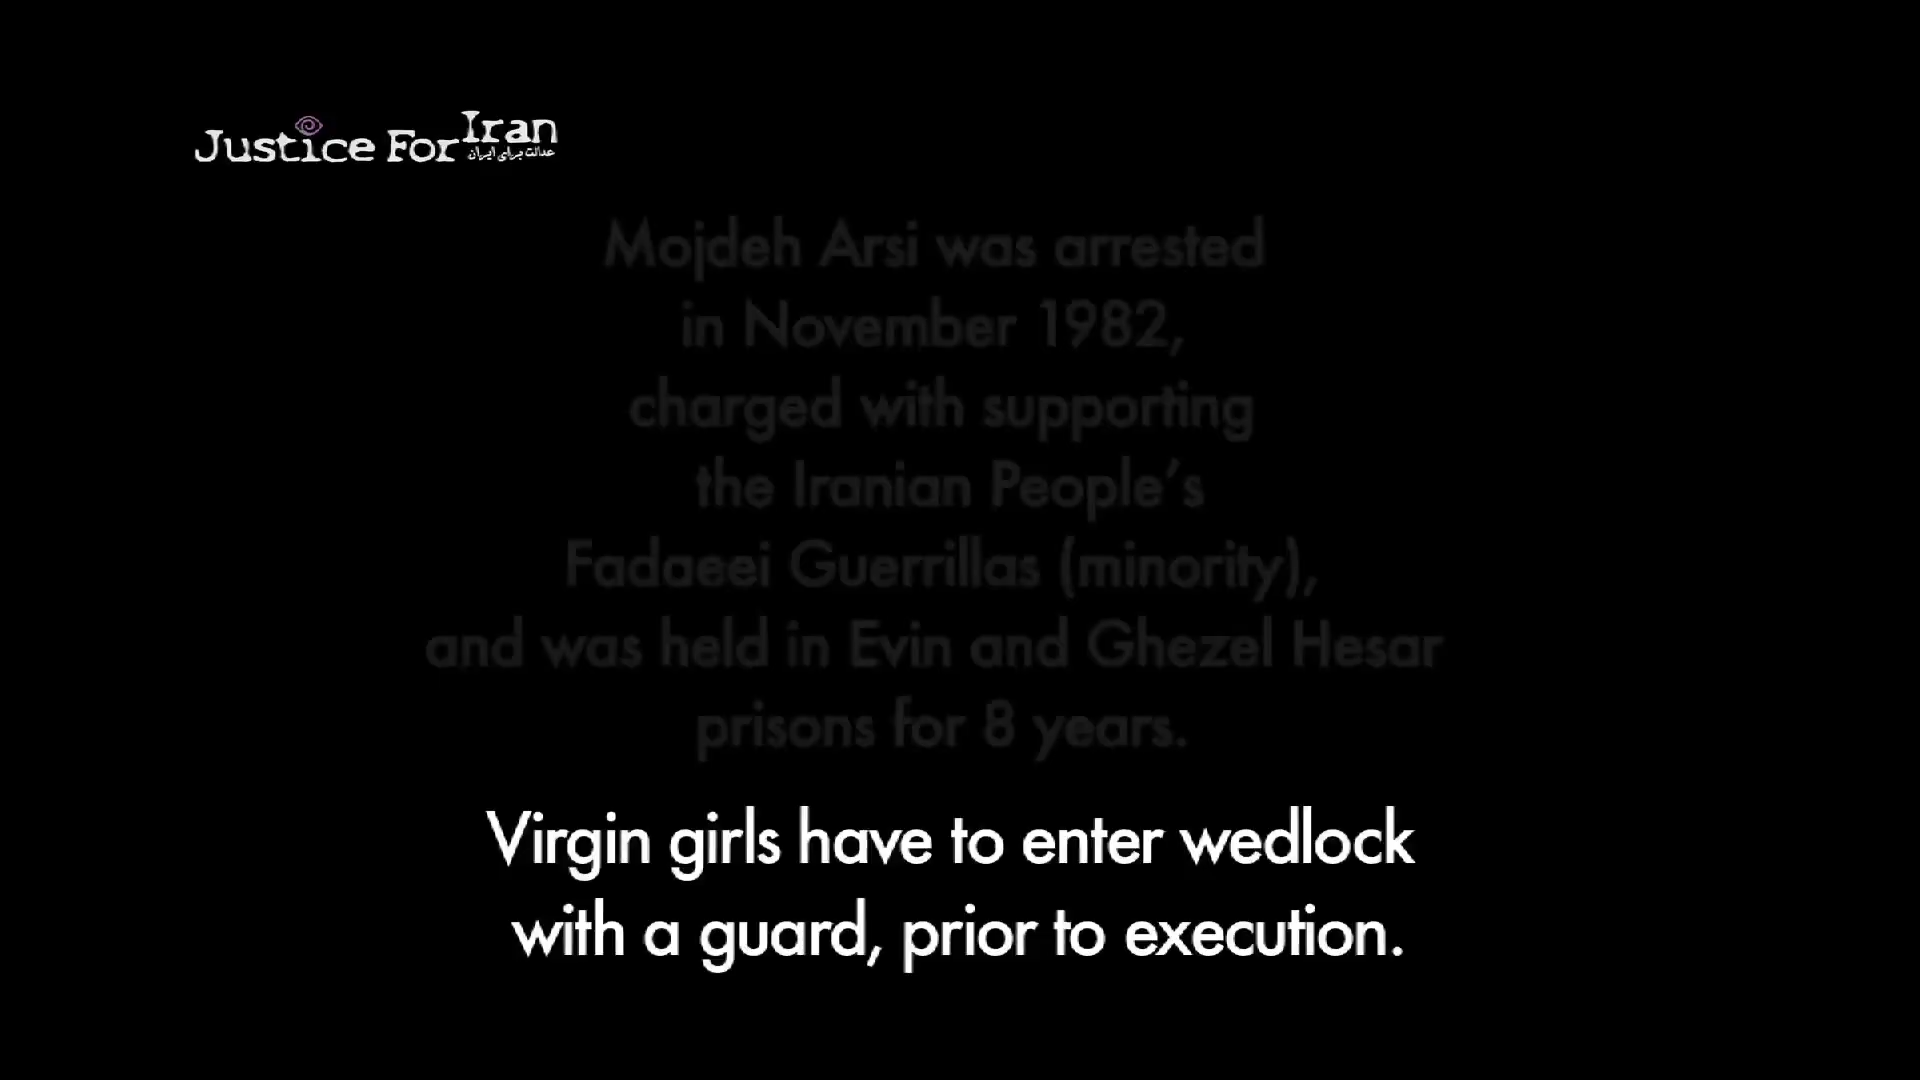 Justice For Iran
عدالت برای ایران
Mojdeh Arsi was arrested
in November 1982,
charged with supporting
the Iranian People's
Fadaeei Guerrillas (minority),
and was held in Evin and Ghezel Hesar
prisons for 8 years.
Virgin girls have to enter wedlock
with a guard, prior to execution.